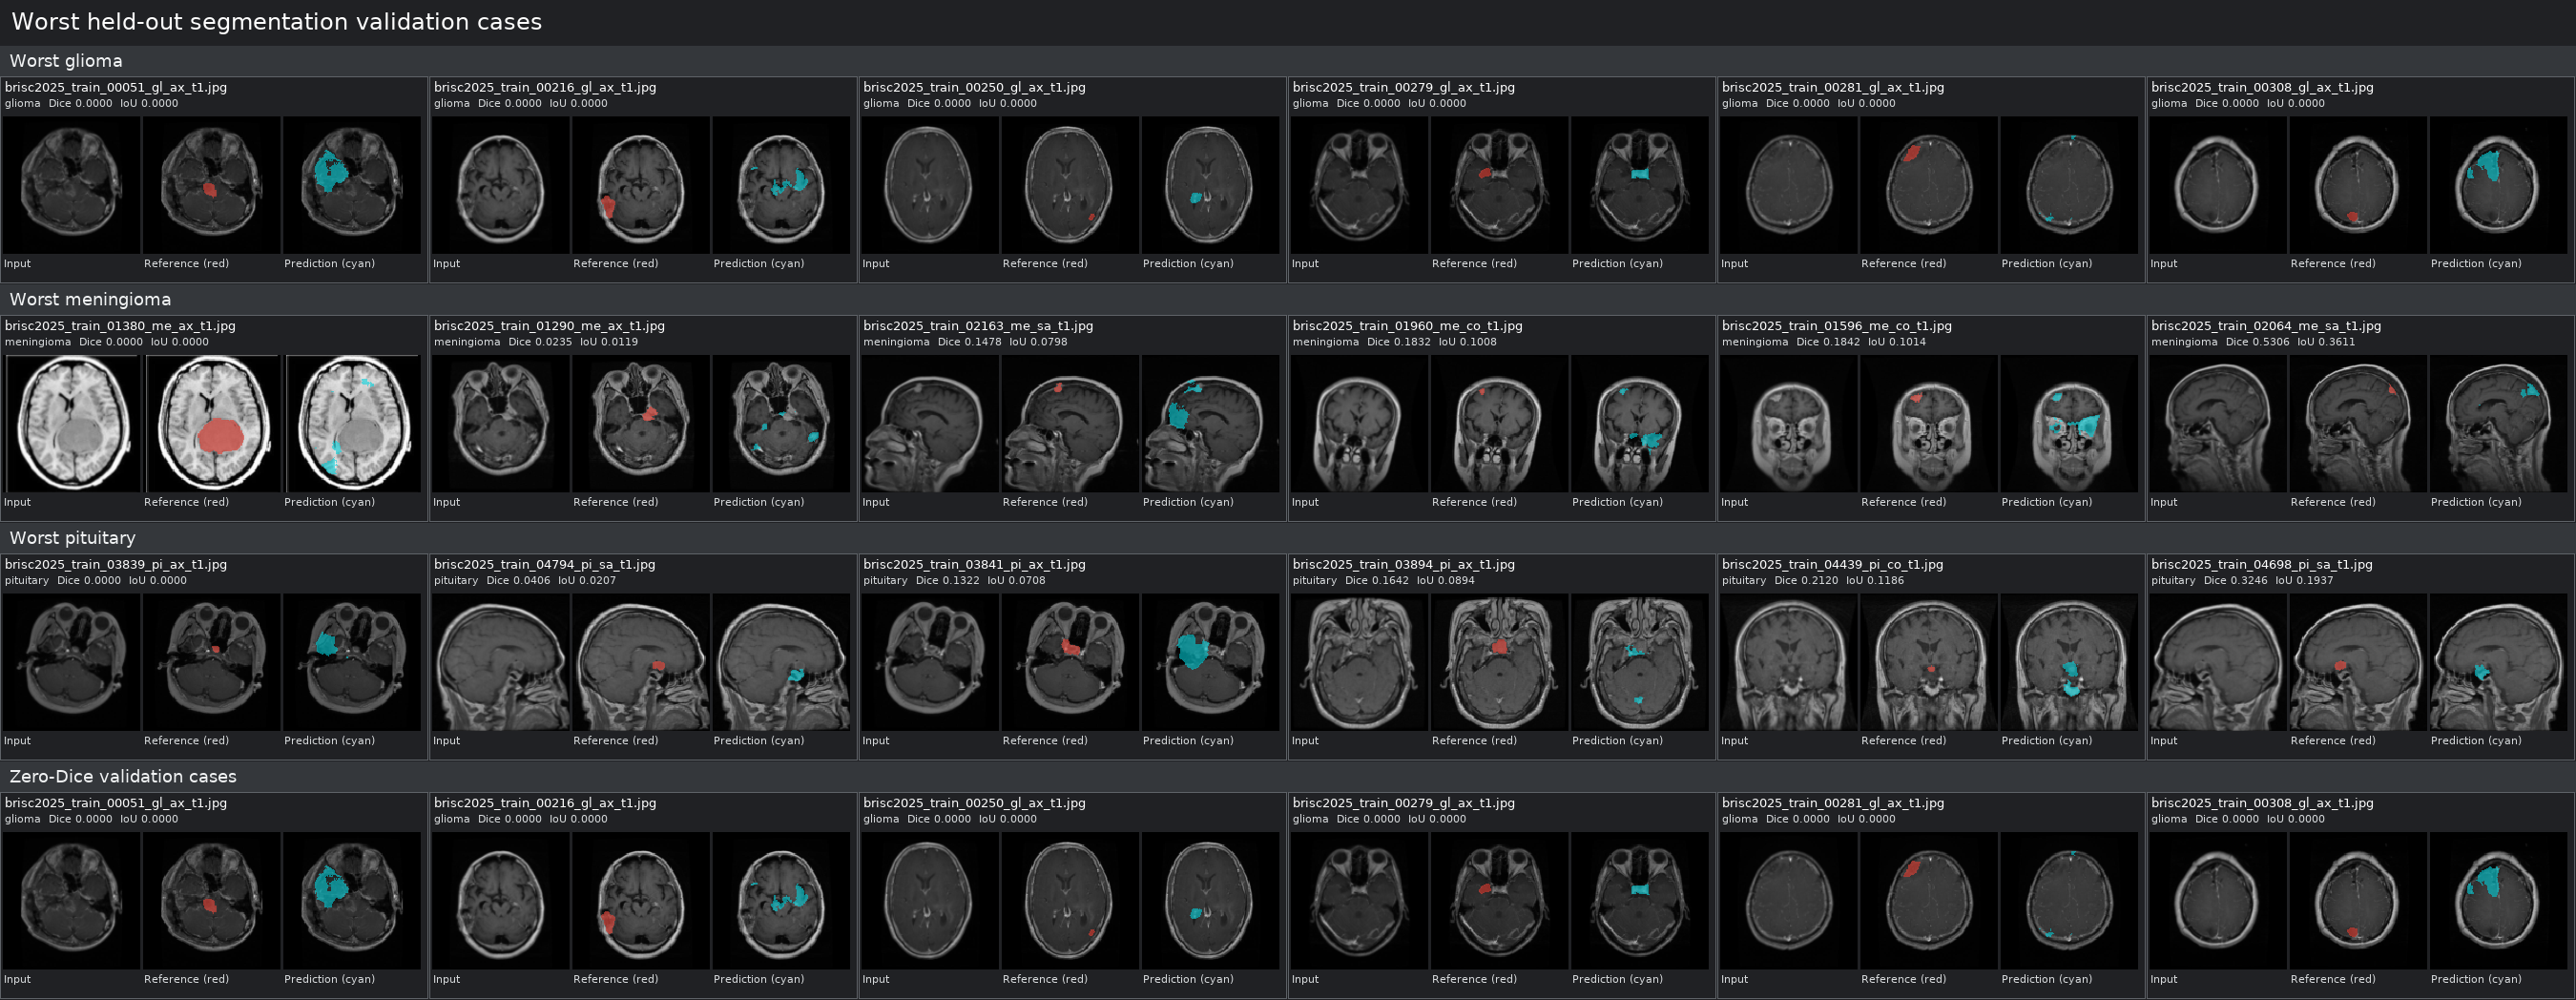 Worst held-out segmentation validation cases
Worst glioma
brisc2025_train_00051_gl_ax_t1.jpg
glioma Dice 0.0000 IoU 0.0000
Input Reference (red) Prediction (cyan)
brisc2025_train_00216_gl_ax_t1.jpg
glioma Dice 0.0000 IoU 0.0000
Input Reference (red) Prediction (cyan)
brisc2025_train_00250_gl_ax_t1.jpg
glioma Dice 0.0000 IoU 0.0000
Input Reference (red) Prediction (cyan)
brisc2025_train_00279_gl_ax_t1.jpg
glioma Dice 0.0000 IoU 0.0000
Input Reference (red) Prediction (cyan)
brisc2025_train_00281_gl_ax_t1.jpg
glioma Dice 0.0000 IoU 0.0000
Input Reference (red) Prediction (cyan)
brisc2025_train_00308_gl_ax_t1.jpg
glioma Dice 0.0000 IoU 0.0000
Input Reference (red) Prediction (cyan)
Worst meningioma
brisc2025_train_01380_me_ax_t1.jpg
meningioma Dice 0.0000 IoU 0.0000
Input Reference (red) Prediction (cyan)
brisc2025_train_01290_me_ax_t1.jpg
meningioma Dice 0.0235 IoU 0.0119
Input Reference (red) Prediction (cyan)
brisc2025_train_02163_me_sa_t1.jpg
meningioma Dice 0.1478 IoU 0.0798
Input Reference (red) Prediction (cyan)
brisc2025_train_01960_me_co_t1.jpg
meningioma Dice 0.1832 IoU 0.1008
Input Reference (red) Prediction (cyan)
brisc2025_train_01596_me_co_t1.jpg
meningioma Dice 0.1842 IoU 0.1014
Input Reference (red) Prediction (cyan)
brisc2025_train_02064_me_sa_t1.jpg
meningioma Dice 0.5306 IoU 0.3611
Input Reference (red) Prediction (cyan)
Worst pituitary
brisc2025_train_03839_pi_ax_t1.jpg
pituitary Dice 0.0000 IoU 0.0000
Input Reference (red) Prediction (cyan)
brisc2025_train_04794_pi_sa_t1.jpg
pituitary Dice 0.0406 IoU 0.0207
Input Reference (red) Prediction (cyan)
brisc2025_train_03841_pi_ax_t1.jpg
pituitary Dice 0.1322 IoU 0.0708
Input Reference (red) Prediction (cyan)
brisc2025_train_03894_pi_ax_t1.jpg
pituitary Dice 0.1642 IoU 0.0894
Input Reference (red) Prediction (cyan)
brisc2025_train_04439_pi_co_t1.jpg
pituitary Dice 0.2120 IoU 0.1186
Input Reference (red) Prediction (cyan)
brisc2025_train_04698_pi_sa_t1.jpg
pituitary Dice 0.3246 IoU 0.1937
Input Reference (red) Prediction (cyan)
Zero-Dice validation cases
brisc2025_train_00051_gl_ax_t1.jpg
glioma Dice 0.0000 IoU 0.0000
Input Reference (red) Prediction (cyan)
brisc2025_train_00216_gl_ax_t1.jpg
glioma Dice 0.0000 IoU 0.0000
Input Reference (red) Prediction (cyan)
brisc2025_train_00250_gl_ax_t1.jpg
glioma Dice 0.0000 IoU 0.0000
Input Reference (red) Prediction (cyan)
brisc2025_train_00279_gl_ax_t1.jpg
glioma Dice 0.0000 IoU 0.0000
Input Reference (red) Prediction (cyan)
brisc2025_train_00281_gl_ax_t1.jpg
glioma Dice 0.0000 IoU 0.0000
Input Reference (red) Prediction (cyan)
brisc2025_train_00308_gl_ax_t1.jpg
glioma Dice 0.0000 IoU 0.0000
Input Reference (red) Prediction (cyan)